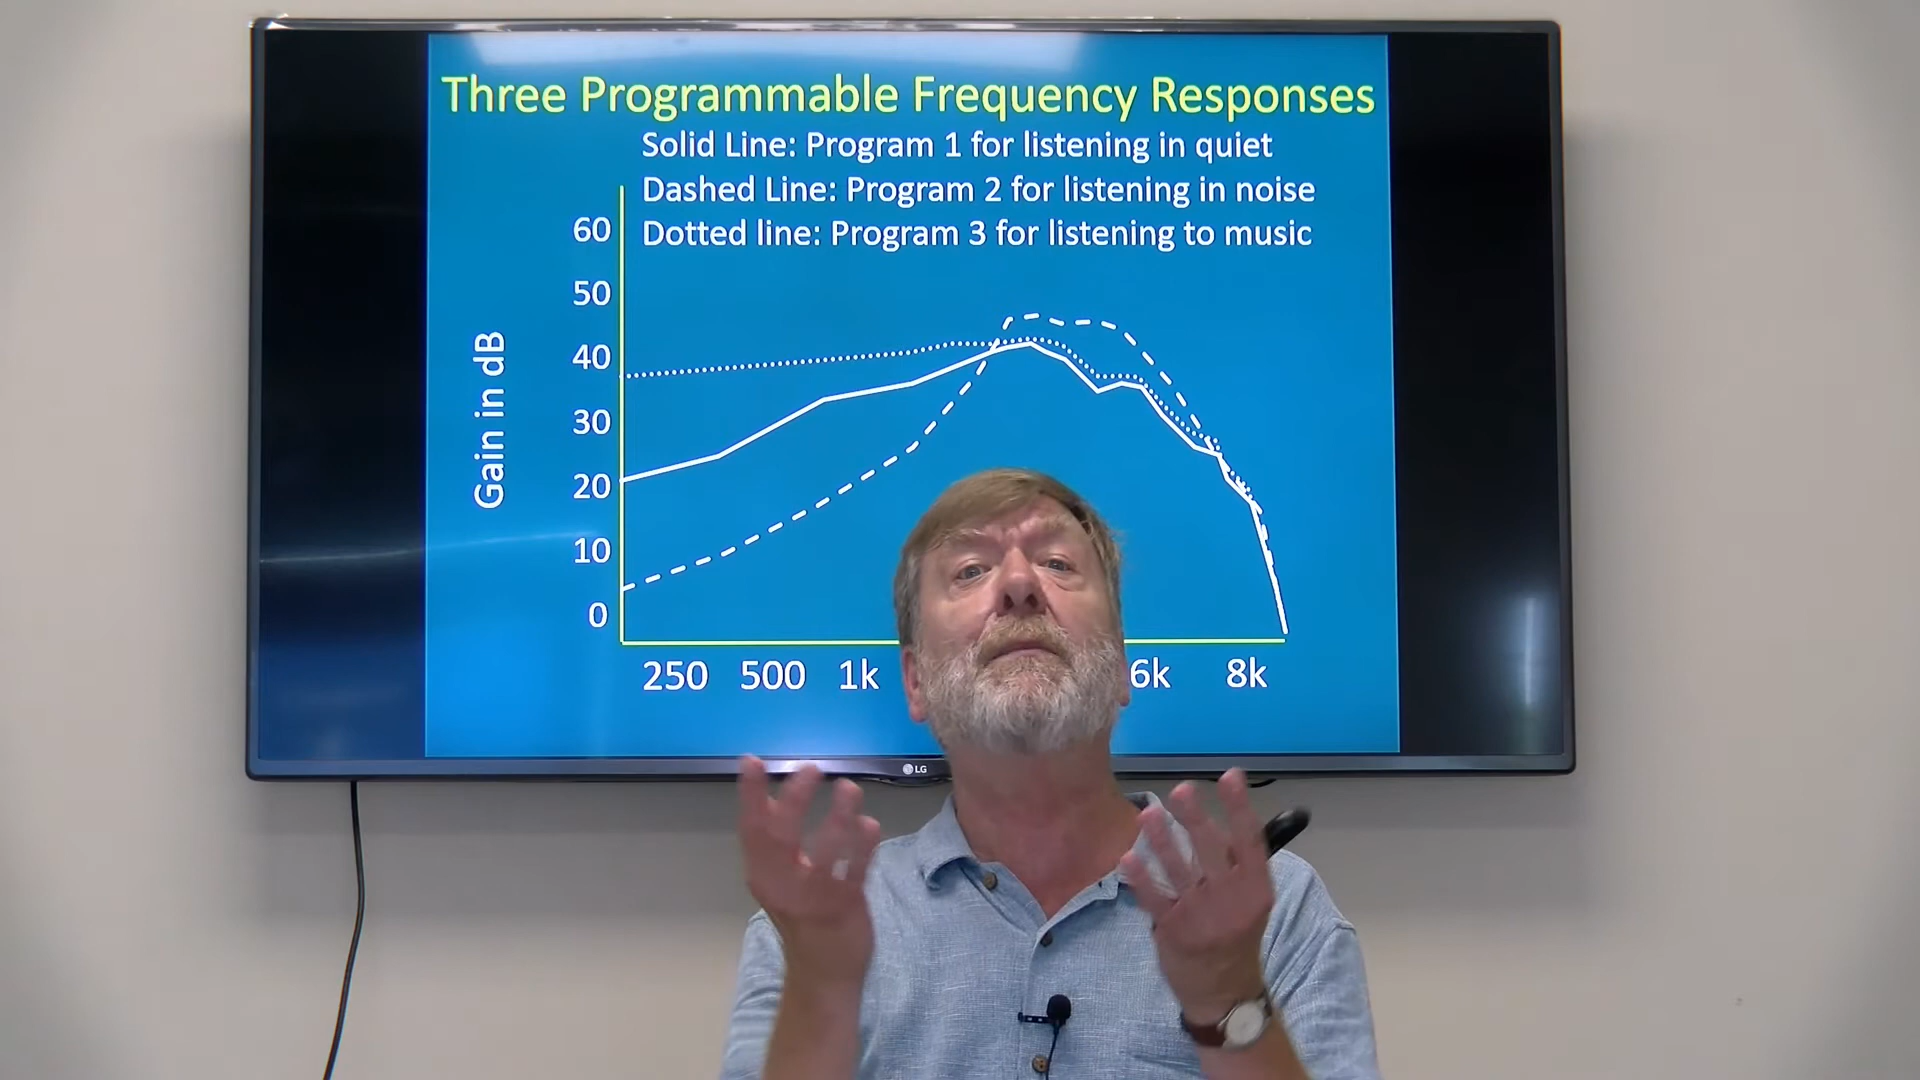 Three Programmable Frequency Responses
Solid Line: Program 1 for listening in quiet
Dashed Line: Program 2 for listening in noise
Dotted line: Program 3 for listening to music
60
50
40
30
20
10
0
Gain in dB
250 500 1k 6k 8k
LG